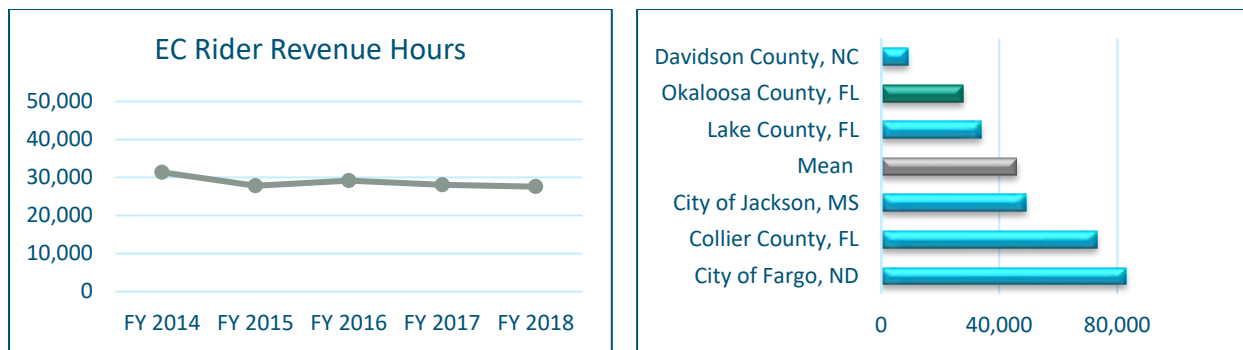 EC Rider Revenue Hours
50,000
40,000
30,000
20,000
10,000
0
FY 2014 FY 2015 FY 2016 FY 2017 FY 2018
Davidson County, NC
Okaloosa County, FL
Lake County, FL
Mean
City of Jackson, MS
Collier County, FL
City of Fargo, ND
0 40,000 80,000